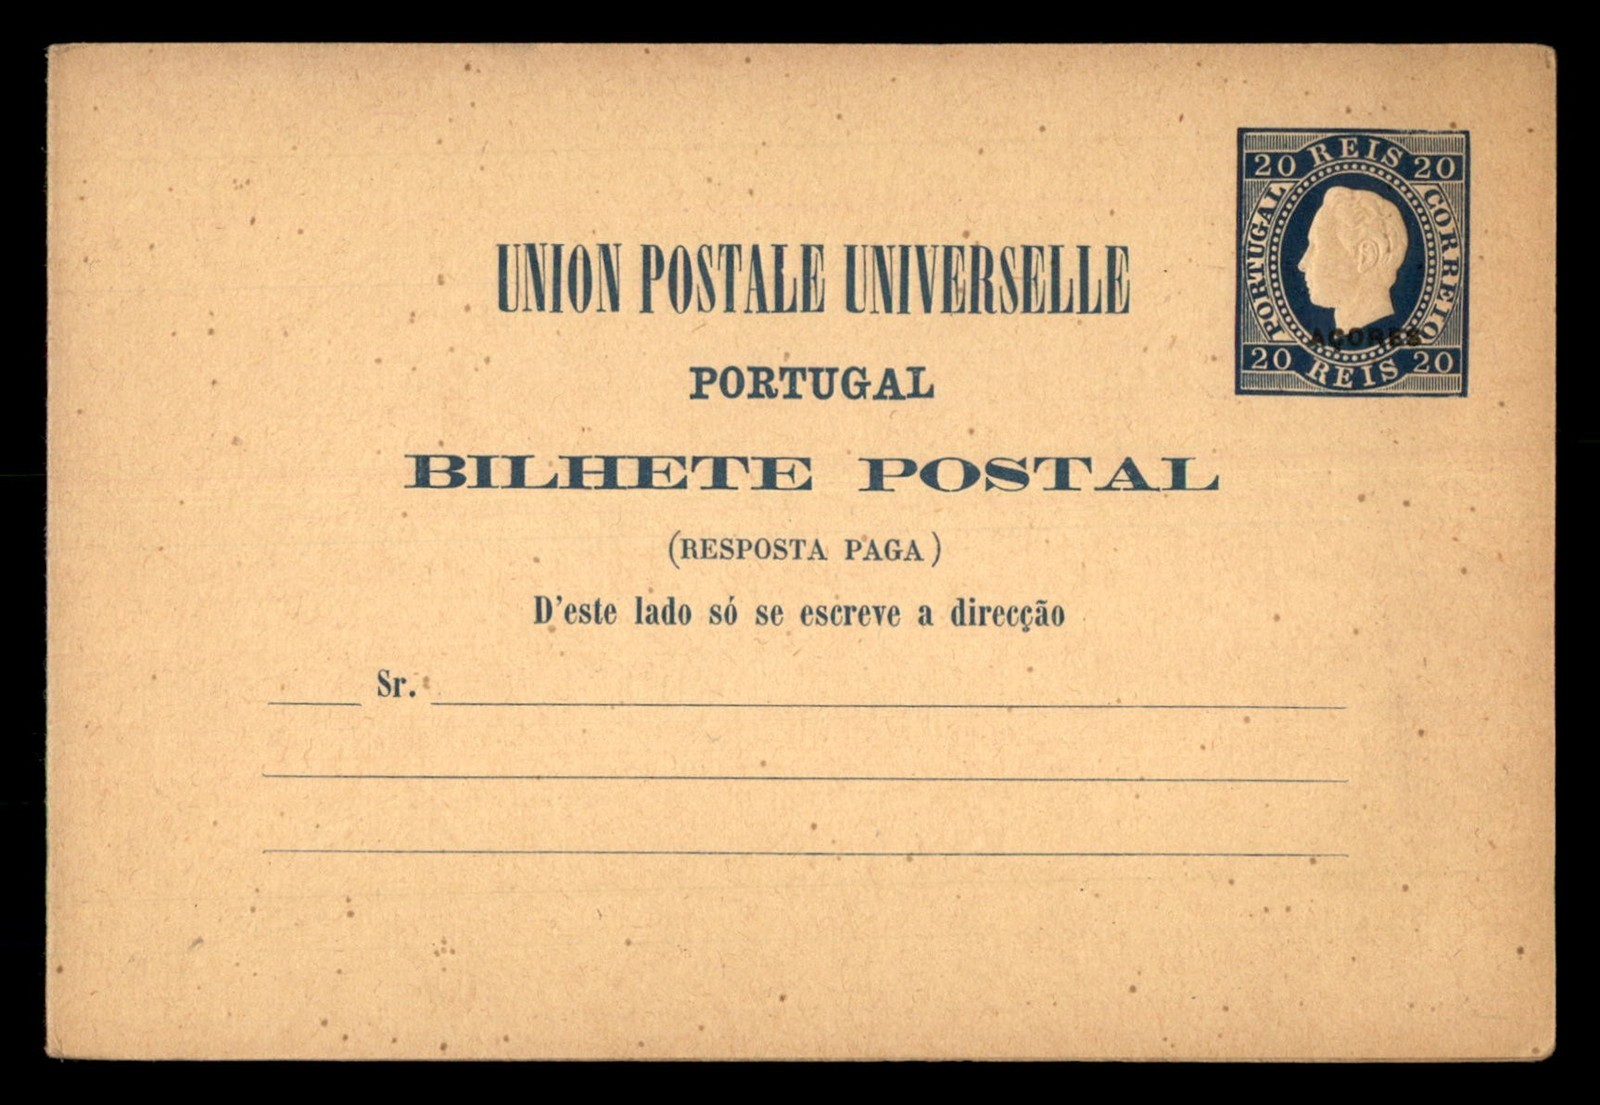 20 REIS 20
PORTUGAL
CORREIO
AÇORES
20 REIS 20
UNION POSTALE UNIVERSELLE
PORTUGAL
BILHETE POSTAL
(RESPOSTA PAGA)
D'este lado só se escreve a direcção
Sr.